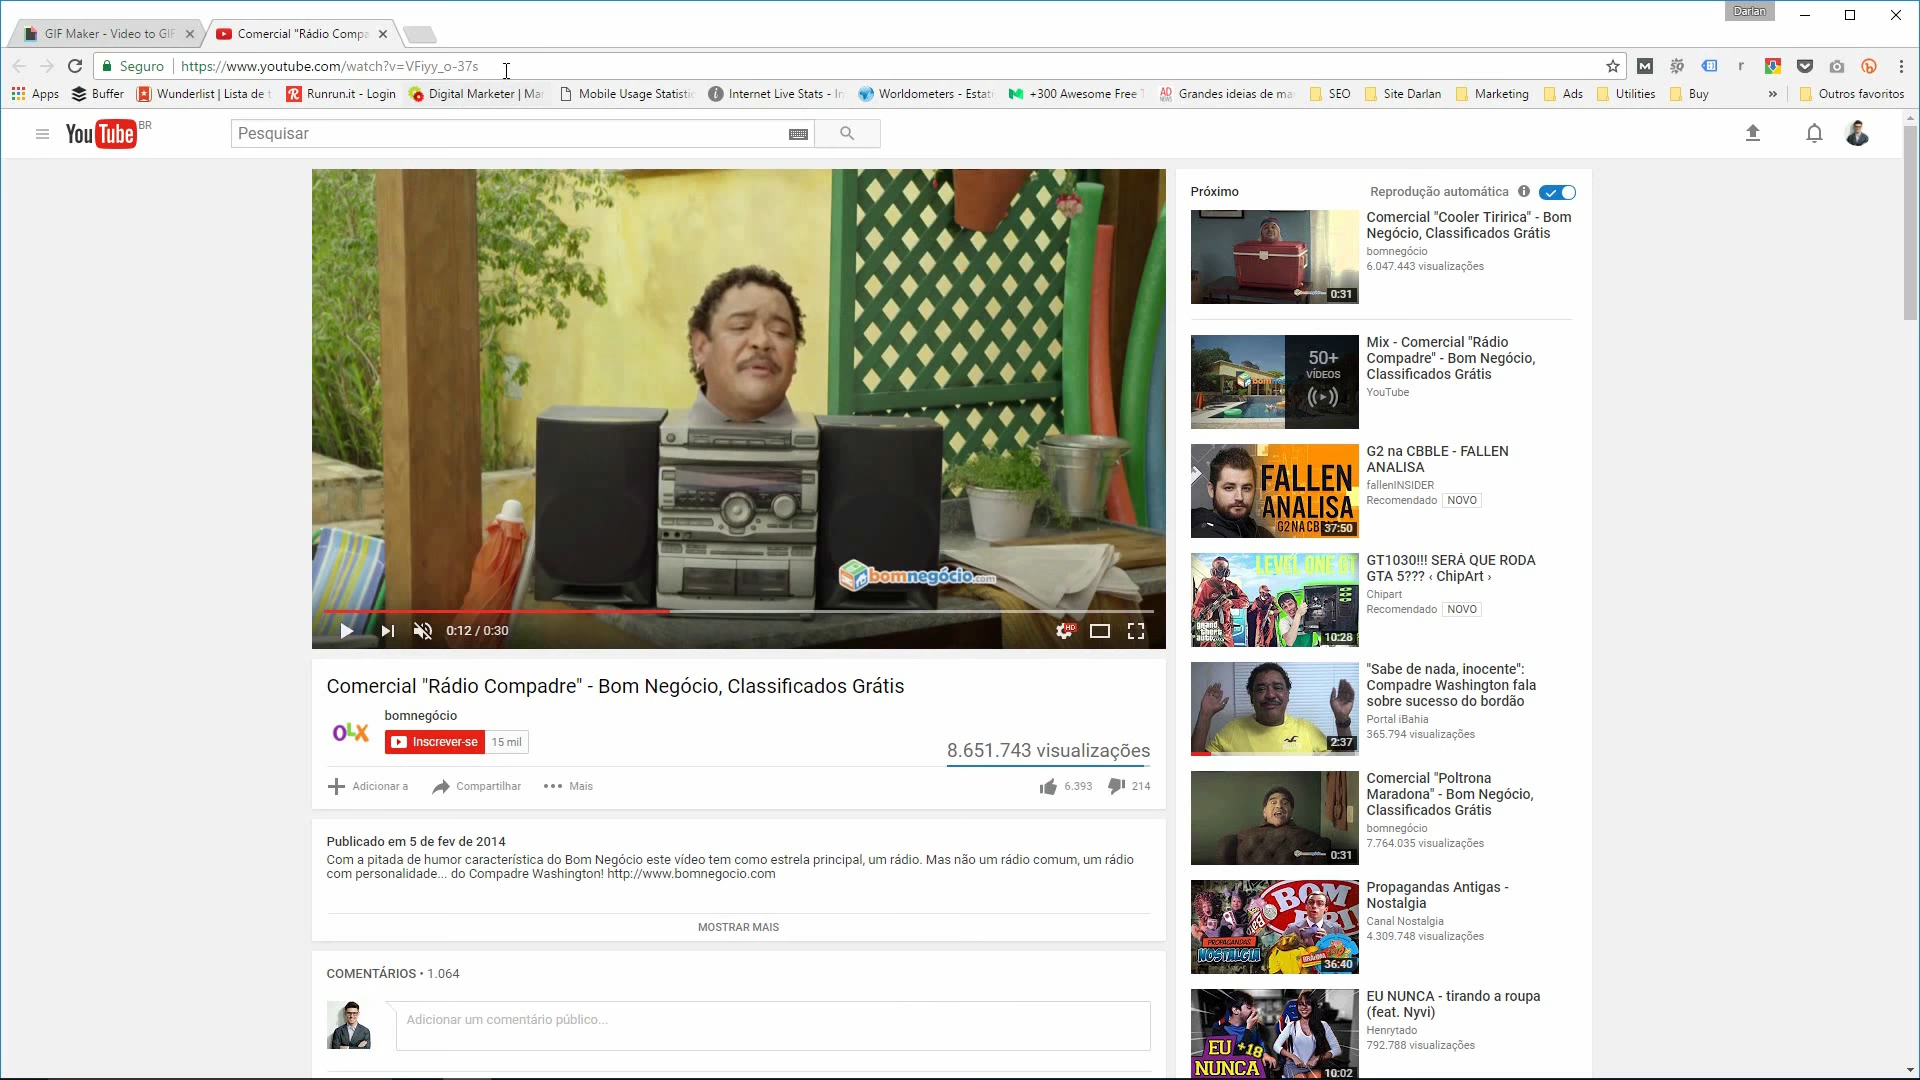 Darlan
GIF Maker - Video to GIF
Comercial "Rádio Compa
Seguro
https://www.youtube.com/watch?v=VFiyy_o-37s
Apps
Buffer
Wunderlist | Lista de t
Runrun.it - Login
Digital Marketer | Mar
Mobile Usage Statistic
Internet Live Stats - In
Worldometers - Estat
+300 Awesome Free T
Grandes ideias de ma
SEO
Site Darlan
Marketing
Ads
Utilities
Buy
»
Outros favoritos
YouTube BR
Pesquisar
bomnegócio.com
0:12 / 0:30
HD
Comercial "Rádio Compadre" - Bom Negócio, Classificados Grátis
OLX
bomnegócio
Inscrever-se
15 mil
8.651.743 visualizações
Adicionar a
Compartilhar
Mais
6.393
214
Publicado em 5 de fev de 2014
Com a pitada de humor característica do Bom Negócio este vídeo tem como estrela principal, um rádio. Mas não um rádio comum, um rádio
com personalidade... do Compadre Washington! http://www.bomnegocio.com
MOSTRAR MAIS
COMENTÁRIOS • 1.064
Adicionar um comentário público...
Próximo
Reprodução automática
0:31
Comercial "Cooler Tiririca" - Bom
Negócio, Classificados Grátis
bomnegócio
6.047.443 visualizações
50+
VÍDEOS
Mix - Comercial "Rádio
Compadre" - Bom Negócio,
Classificados Grátis
YouTube
FALLEN
ANALISA
G2 NA CB
37:50
G2 na CBBLE - FALLEN
ANALISA
fallenINSIDER
Recomendado NOVO
LEVEL ONE GT
grand
theft
auto
10:28
GT1030!!! SERÁ QUE RODA
GTA 5??? ‹ ChipArt ›
Chipart
Recomendado NOVO
2:37
"Sabe de nada, inocente":
Compadre Washington fala
sobre sucesso do bordão
Portal iBahia
365.794 visualizações
0:31
Comercial "Poltrona
Maradona" - Bom Negócio,
Classificados Grátis
bomnegócio
7.764.035 visualizações
BOM
BRI
PROPAGANDAS
NOSTALGIA
36:40
Propagandas Antigas -
Nostalgia
Canal Nostalgia
4.309.748 visualizações
EU +18
NUNCA
10:02
EU NUNCA - tirando a roupa
(feat. Nyvi)
Henrytado
792.788 visualizações